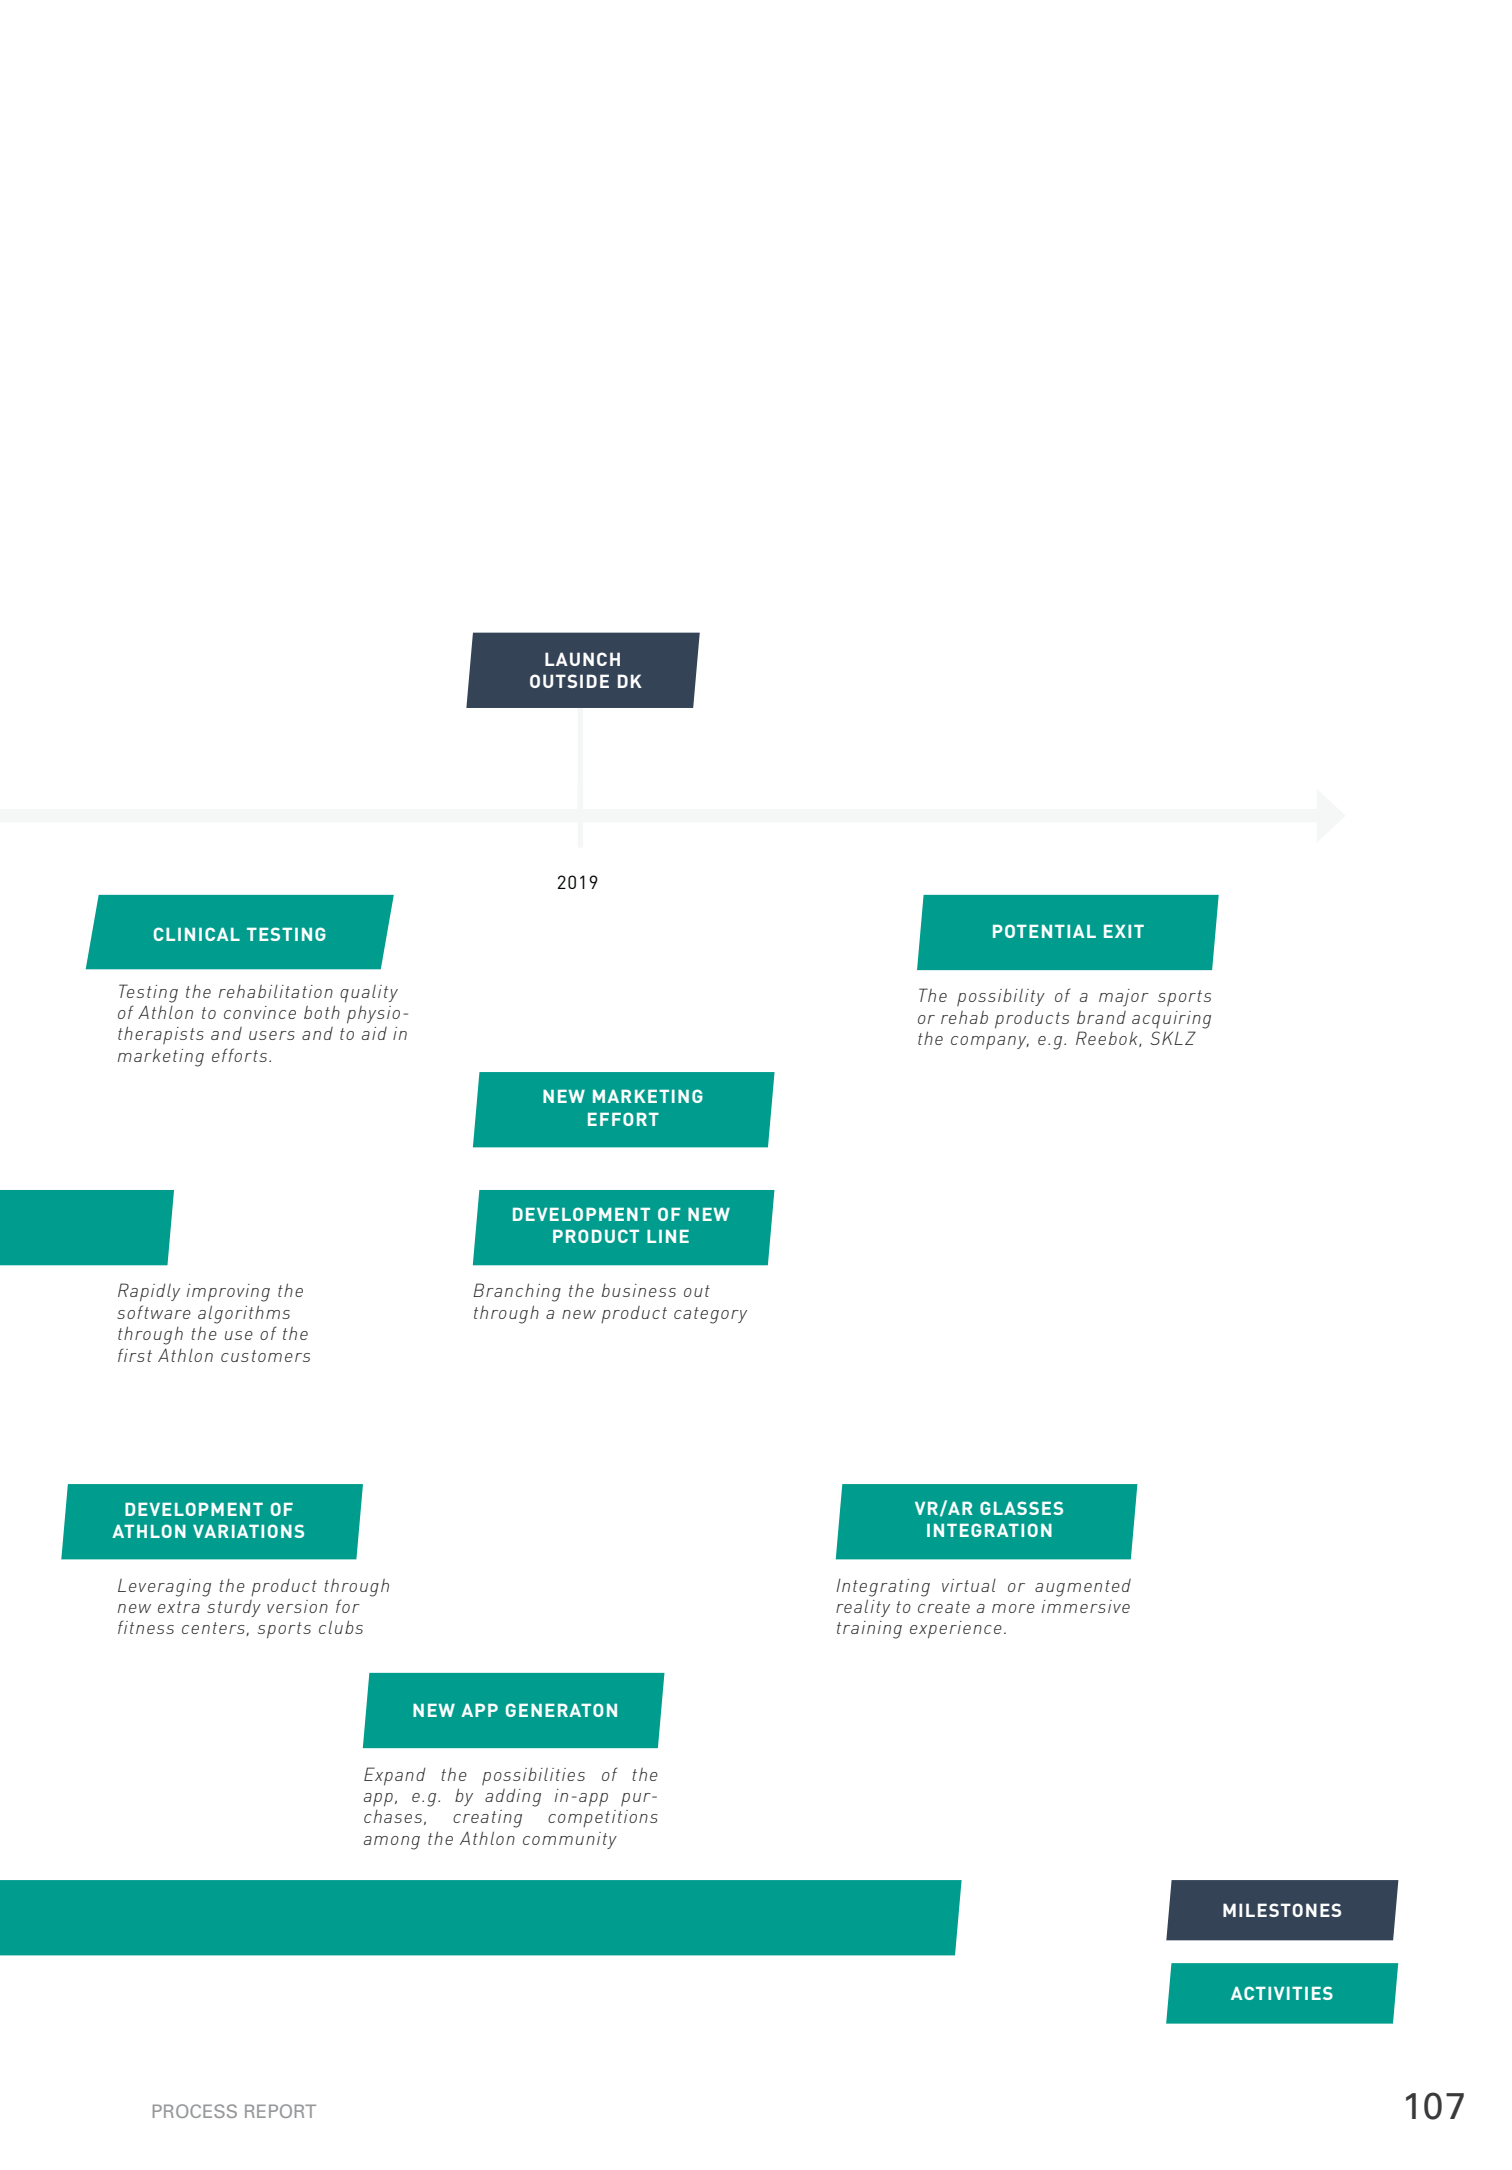 LAUNCH
OUTSIDE DK
2019
CLINICAL TESTING
Testing the rehabilitation quality
of Athlon to convince both physio-
therapists and users and to aid in
marketing efforts.
POTENTIAL EXIT
The possibility of a major sports
or rehab products brand acquiring
the company, e.g. Reebok, SKLZ
NEW MARKETING
EFFORT
DEVELOPMENT OF NEW
PRODUCT LINE
Rapidly improving the
software algorithms
through the use of the
first Athlon customers
Branching the business out
through a new product category
DEVELOPMENT OF
ATHLON VARIATIONS
Leveraging the product through
new extra sturdy version for
fitness centers, sports clubs
VR/AR GLASSES
INTEGRATION
Integrating virtual or augmented
reality to create a more immersive
training experience.
NEW APP GENERATON
Expand the possibilities of the
app, e.g. by adding in-app pur-
chases, creating competitions
among the Athlon community
MILESTONES
ACTIVITIES
PROCESS REPORT
107